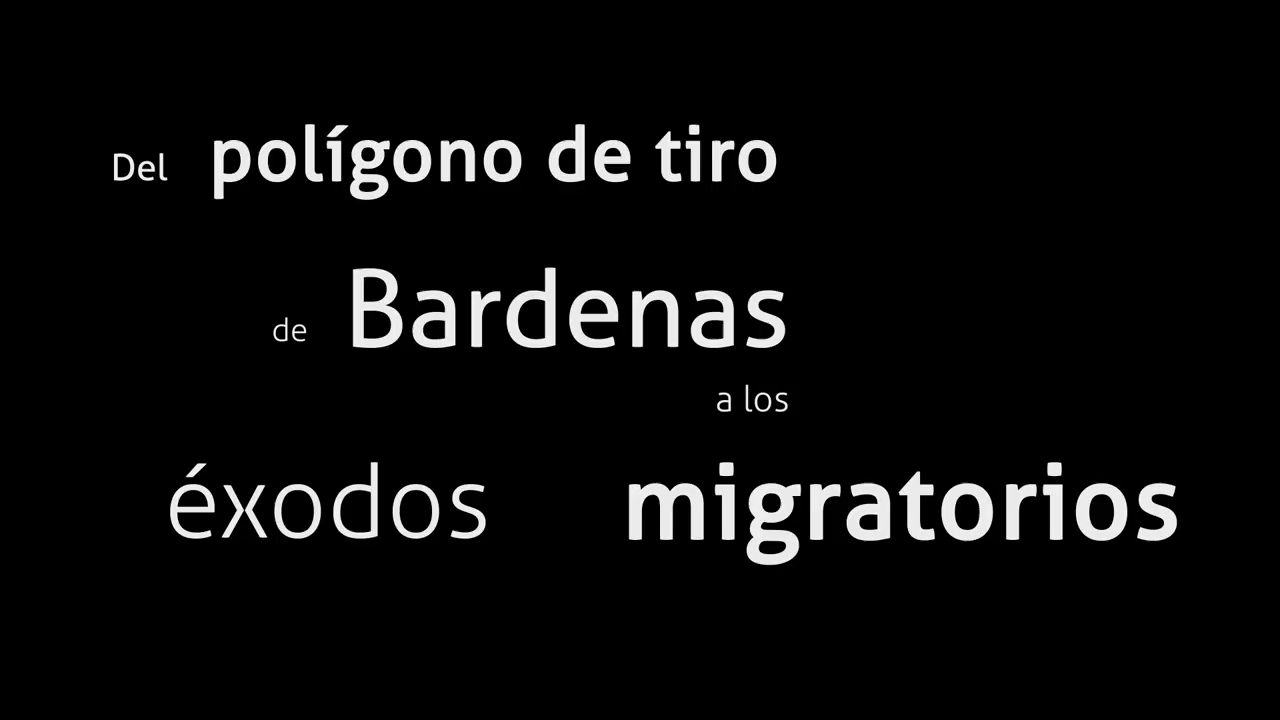 Del polígono de tiro
de Bardenas
a los
éxodos migratorios